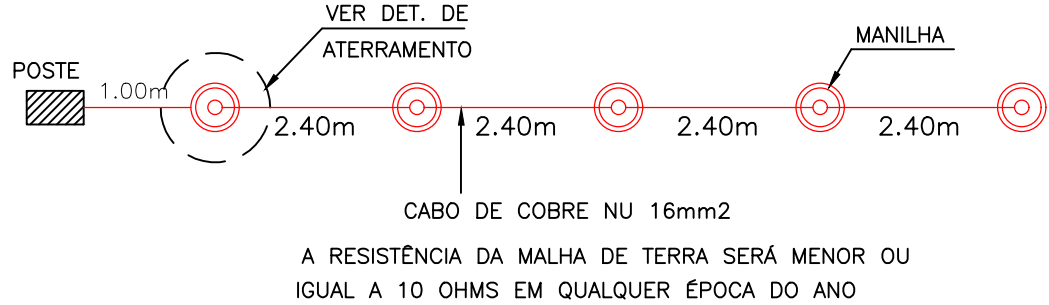 VER DET. DE
ATERRAMENTO
MANILHA
POSTE
1.00m
2.40m
2.40m
2.40m
2.40m
CABO DE COBRE NU 16mm2
A RESISTÊNCIA DA MALHA DE TERRA SERÁ MENOR OU
IGUAL A 10 OHMS EM QUALQUER ÉPOCA DO ANO